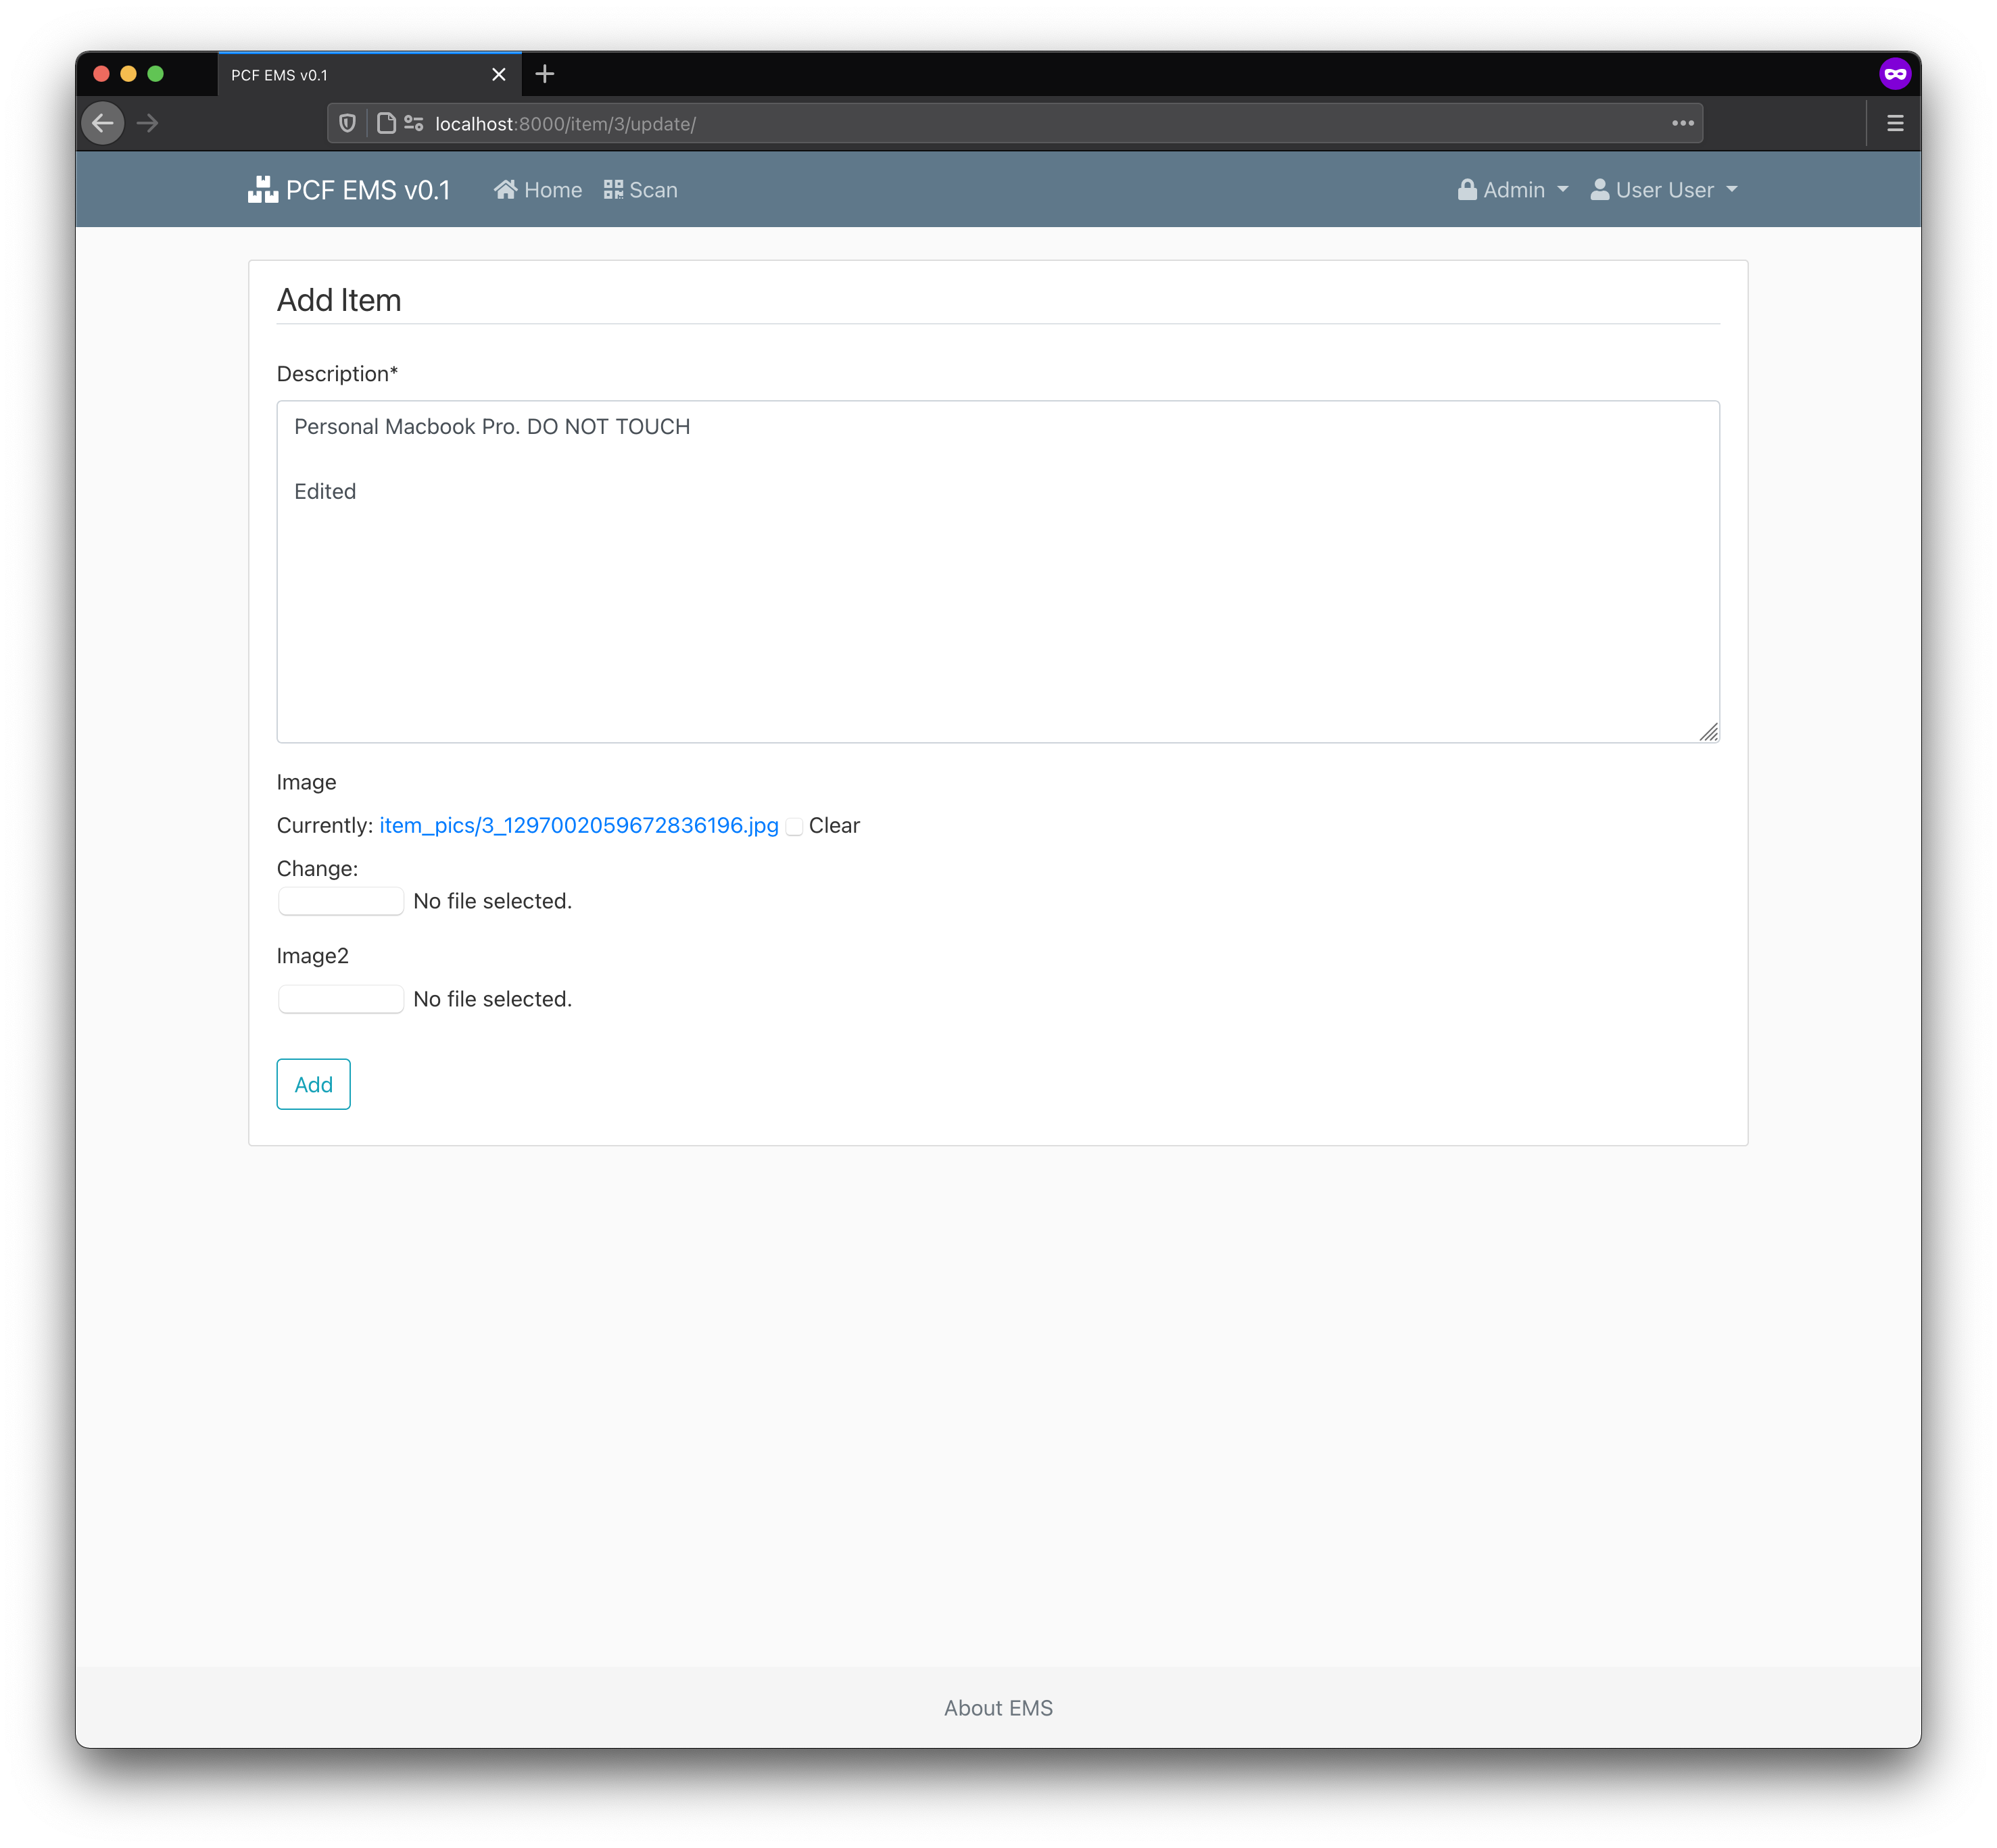 PCF EMS v0.1
localhost:8000/item/3/update/
PCF EMS v0.1 Home Scan Admin User User
Add Item
Description*
Personal Macbook Pro. DO NOT TOUCH
Edited
Image
Currently: item_pics/3_1297002059672836196.jpg Clear
Change:
No file selected.
Image2
No file selected.
Add
About EMS